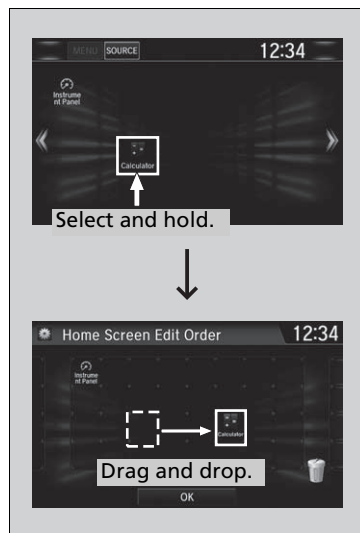 MENU SOURCE 12:34
Instrume
nt Panel
Calculator
Select and hold.
Home Screen Edit Order 12:34
Instrume
nt Panel
Calculator
Drag and drop.
OK